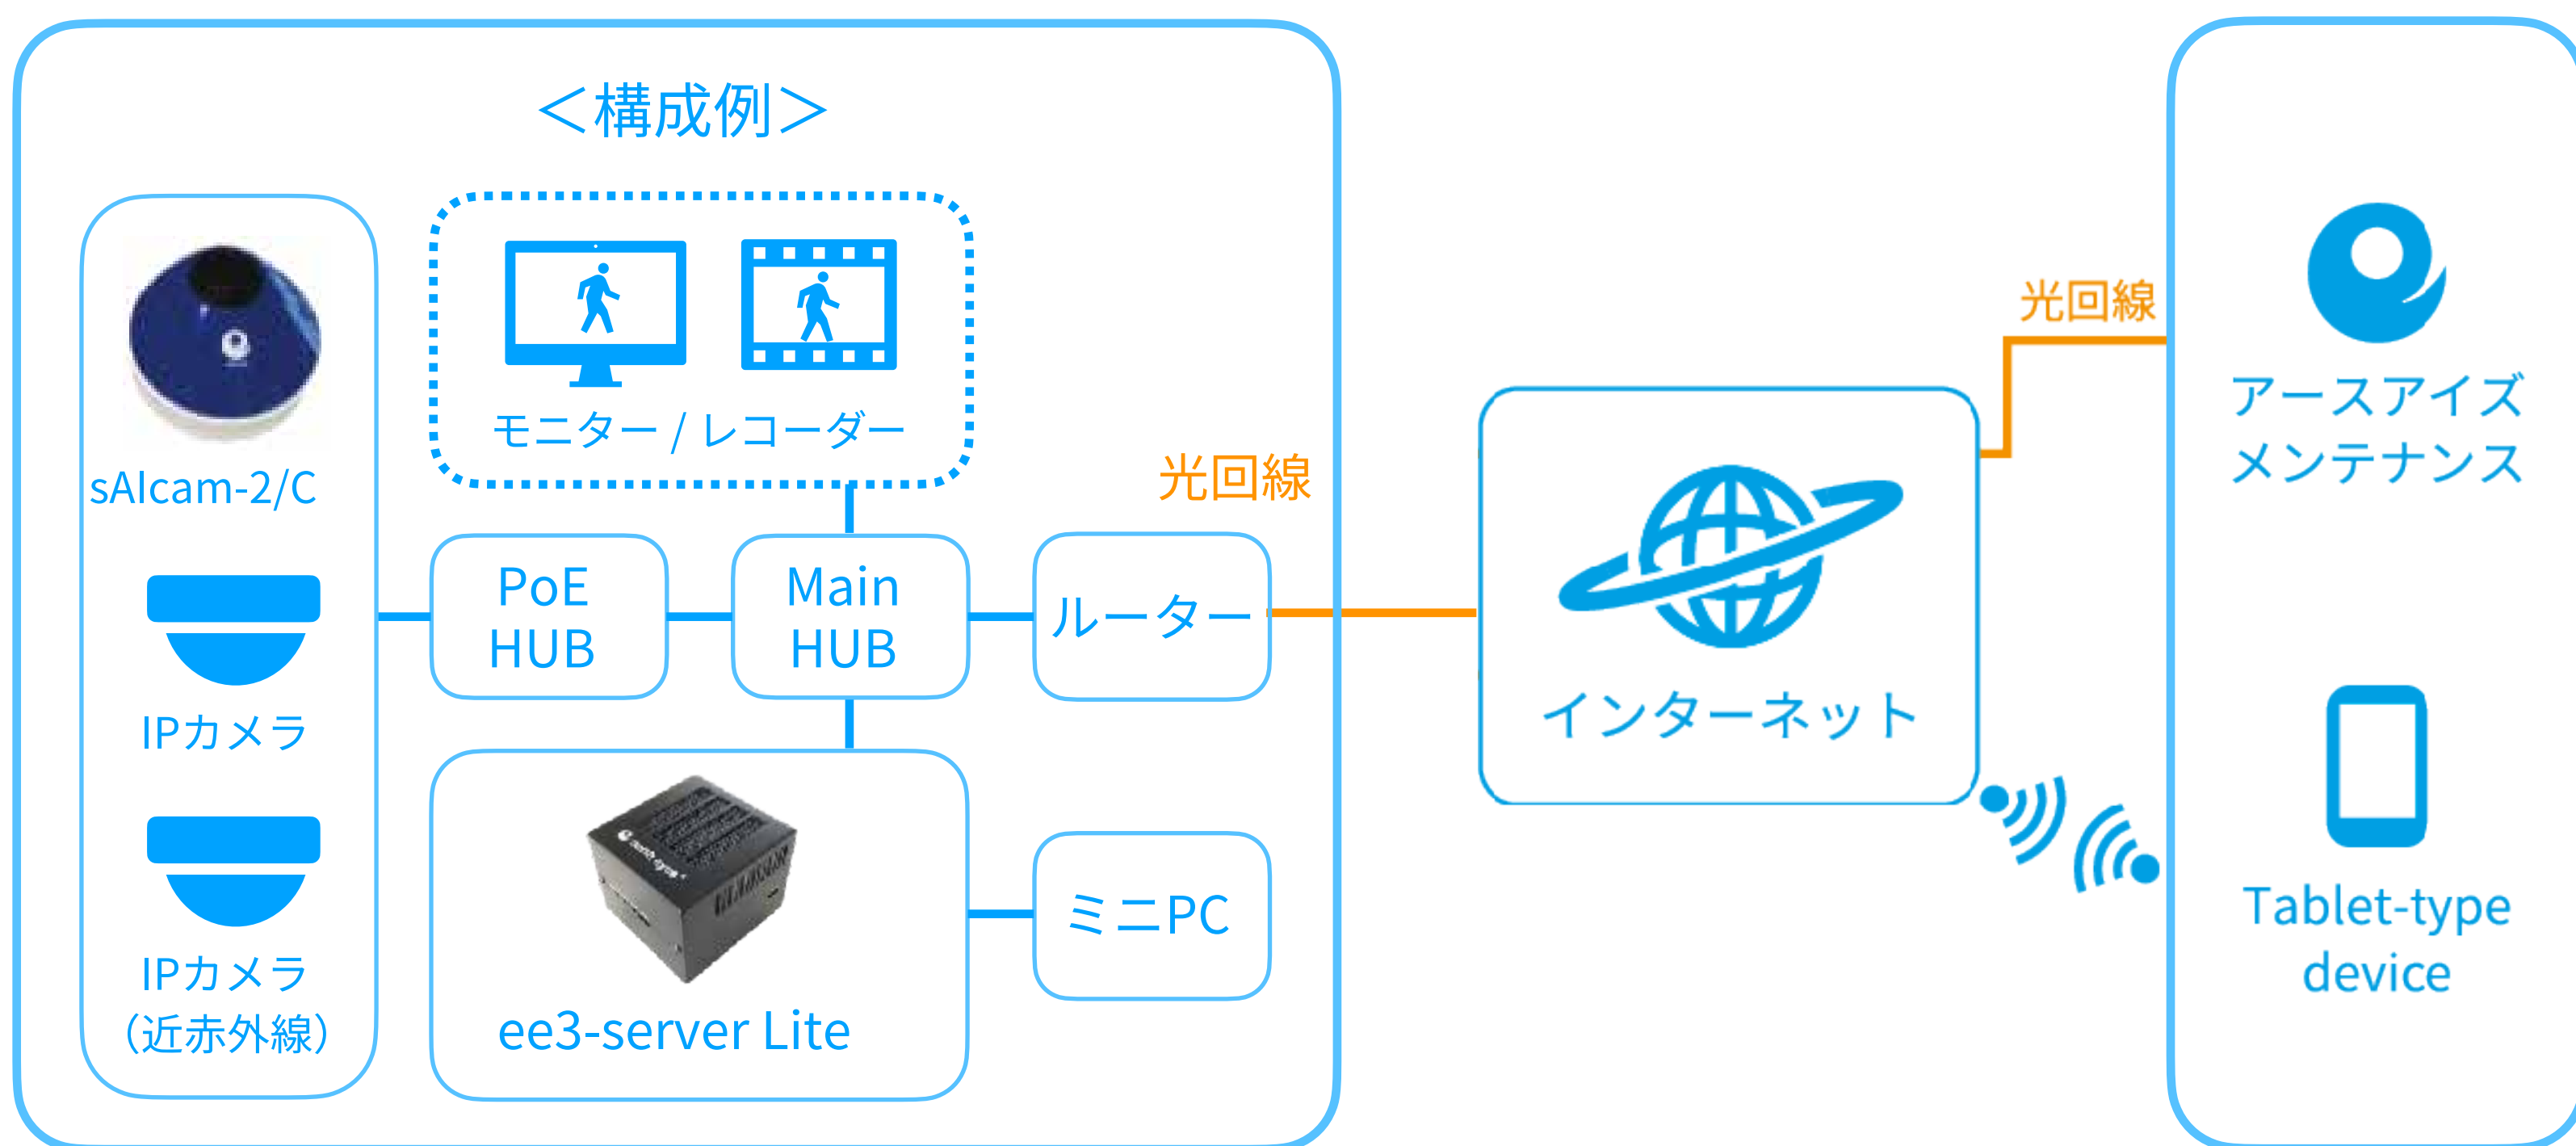 ＜構成例＞
sAIcam-2/C
IPカメラ
IPカメラ
（近赤外線）
モニター / レコーダー
PoE
HUB
Main
HUB
ルーター
光回線
ee3-server Lite
ミニPC
インターネット
光回線
アースアイズ
メンテナンス
Tablet-type
device